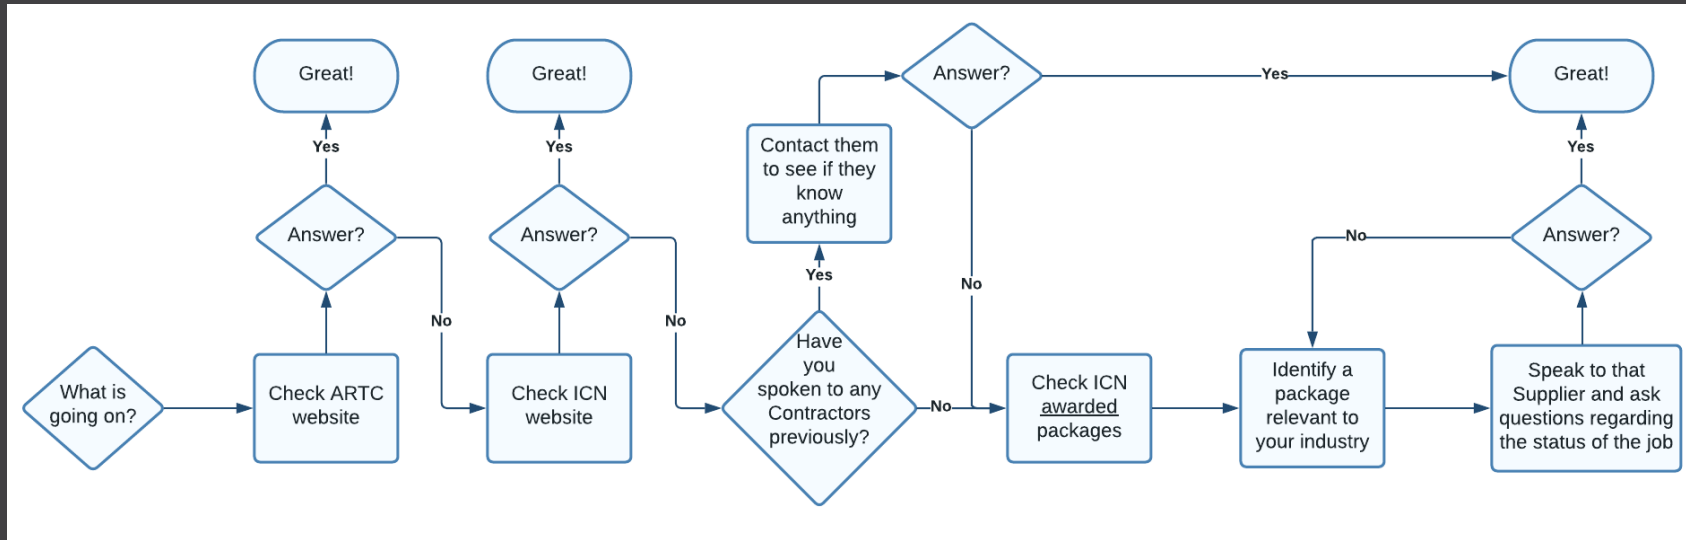 What is
going on?
Check ARTC
website
Answer?
Yes
Great!
No
Check ICN
website
Answer?
Yes
Great!
No
Have
you
spoken to any
Contractors
previously?
Yes
Contact them
to see if they
know
anything
Answer?
Yes
Great!
No
No
Check ICN
awarded
packages
Identify a
package
relevant to
your industry
Speak to that
Supplier and ask
questions regarding
the status of the job
Answer?
Yes
No